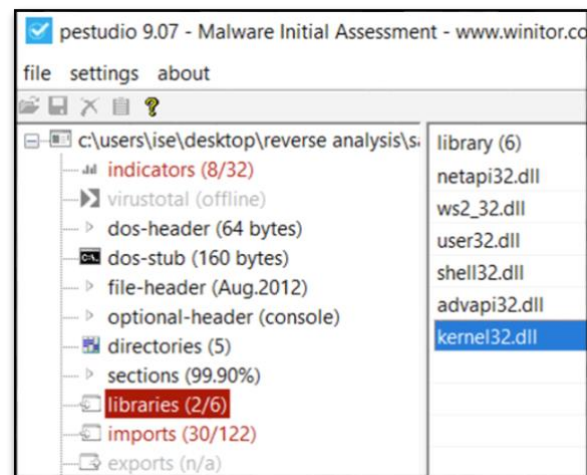 pestudio 9.07 - Malware Initial Assessment - www.winitor.co
file settings about
c:\users\ise\desktop\reverse analysis\sa
indicators (8/32)
virustotal (offline)
dos-header (64 bytes)
dos-stub (160 bytes)
file-header (Aug.2012)
optional-header (console)
directories (5)
sections (99.90%)
libraries (2/6)
imports (30/122)
exports (n/a)
library (6)
netapi32.dll
ws2_32.dll
user32.dll
shell32.dll
advapi32.dll
kernel32.dll